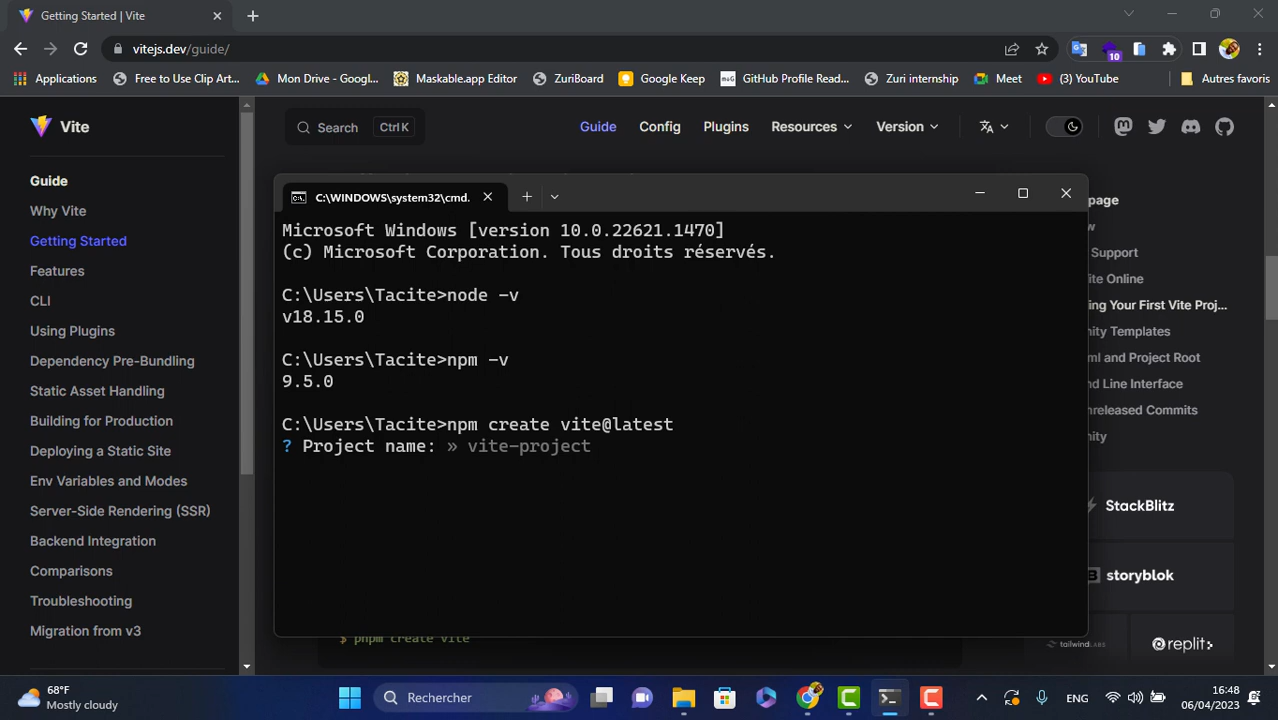 Getting Started | Vite
vitejs.dev/guide/
10
Applications
Free to Use Clip Art...
Mon Drive - Googl...
Maskable.app Editor
ZuriBoard
Google Keep
GitHub Profile Read...
Zuri internship
Meet
(3) YouTube
Autres favoris
Vite
Search
Ctrl K
Guide
Config
Plugins
Resources
Version
Guide
Why Vite
Getting Started
Features
CLI
Using Plugins
Dependency Pre-Bundling
Static Asset Handling
Building for Production
Deploying a Static Site
Env Variables and Modes
Server-Side Rendering (SSR)
Backend Integration
Comparisons
Troubleshooting
Migration from v3
C:\WINDOWS\system32\cmd.
Microsoft Windows [version 10.0.22621.1470]
(c) Microsoft Corporation. Tous droits réservés.
C:\Users\Tacite>node -v
v18.15.0
C:\Users\Tacite>npm -v
9.5.0
C:\Users\Tacite>npm create vite@latest
? Project name: » vite-project
$ pnpm create vite
page
Support
ite Online
ng Your First Vite Proj...
nity Templates
ml and Project Root
nd Line Interface
nreleased Commits
nity
StackBlitz
storyblok
tailwindLABS
replit
68°F
Mostly cloudy
Rechercher
ENG
16:48
06/04/2023